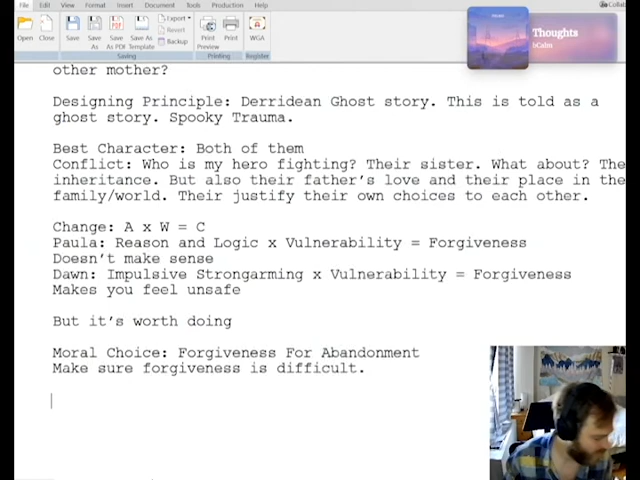 File Edit View Format Insert Document Tools Production Help
Open Close Save Save As Save As PDF Save As Template Export Revert Backup Print Preview Print WGA
Saving Printing Register
Thoughts
bCalm
other mother?
Designing Principle: Derridean Ghost story. This is told as a
ghost story. Spooky Trauma.
Best Character: Both of them
Conflict: Who is my hero fighting? Their sister. What about? The
inheritance. But also their father's love and their place in the
family/world. Their justify their own choices to each other.
Change: A x W = C
Paula: Reason and Logic x Vulnerability = Forgiveness
Doesn't make sense
Dawn: Impulsive Strongarming x Vulnerability = Forgiveness
Makes you feel unsafe
But it's worth doing
Moral Choice: Forgiveness For Abandonment
Make sure forgiveness is difficult.